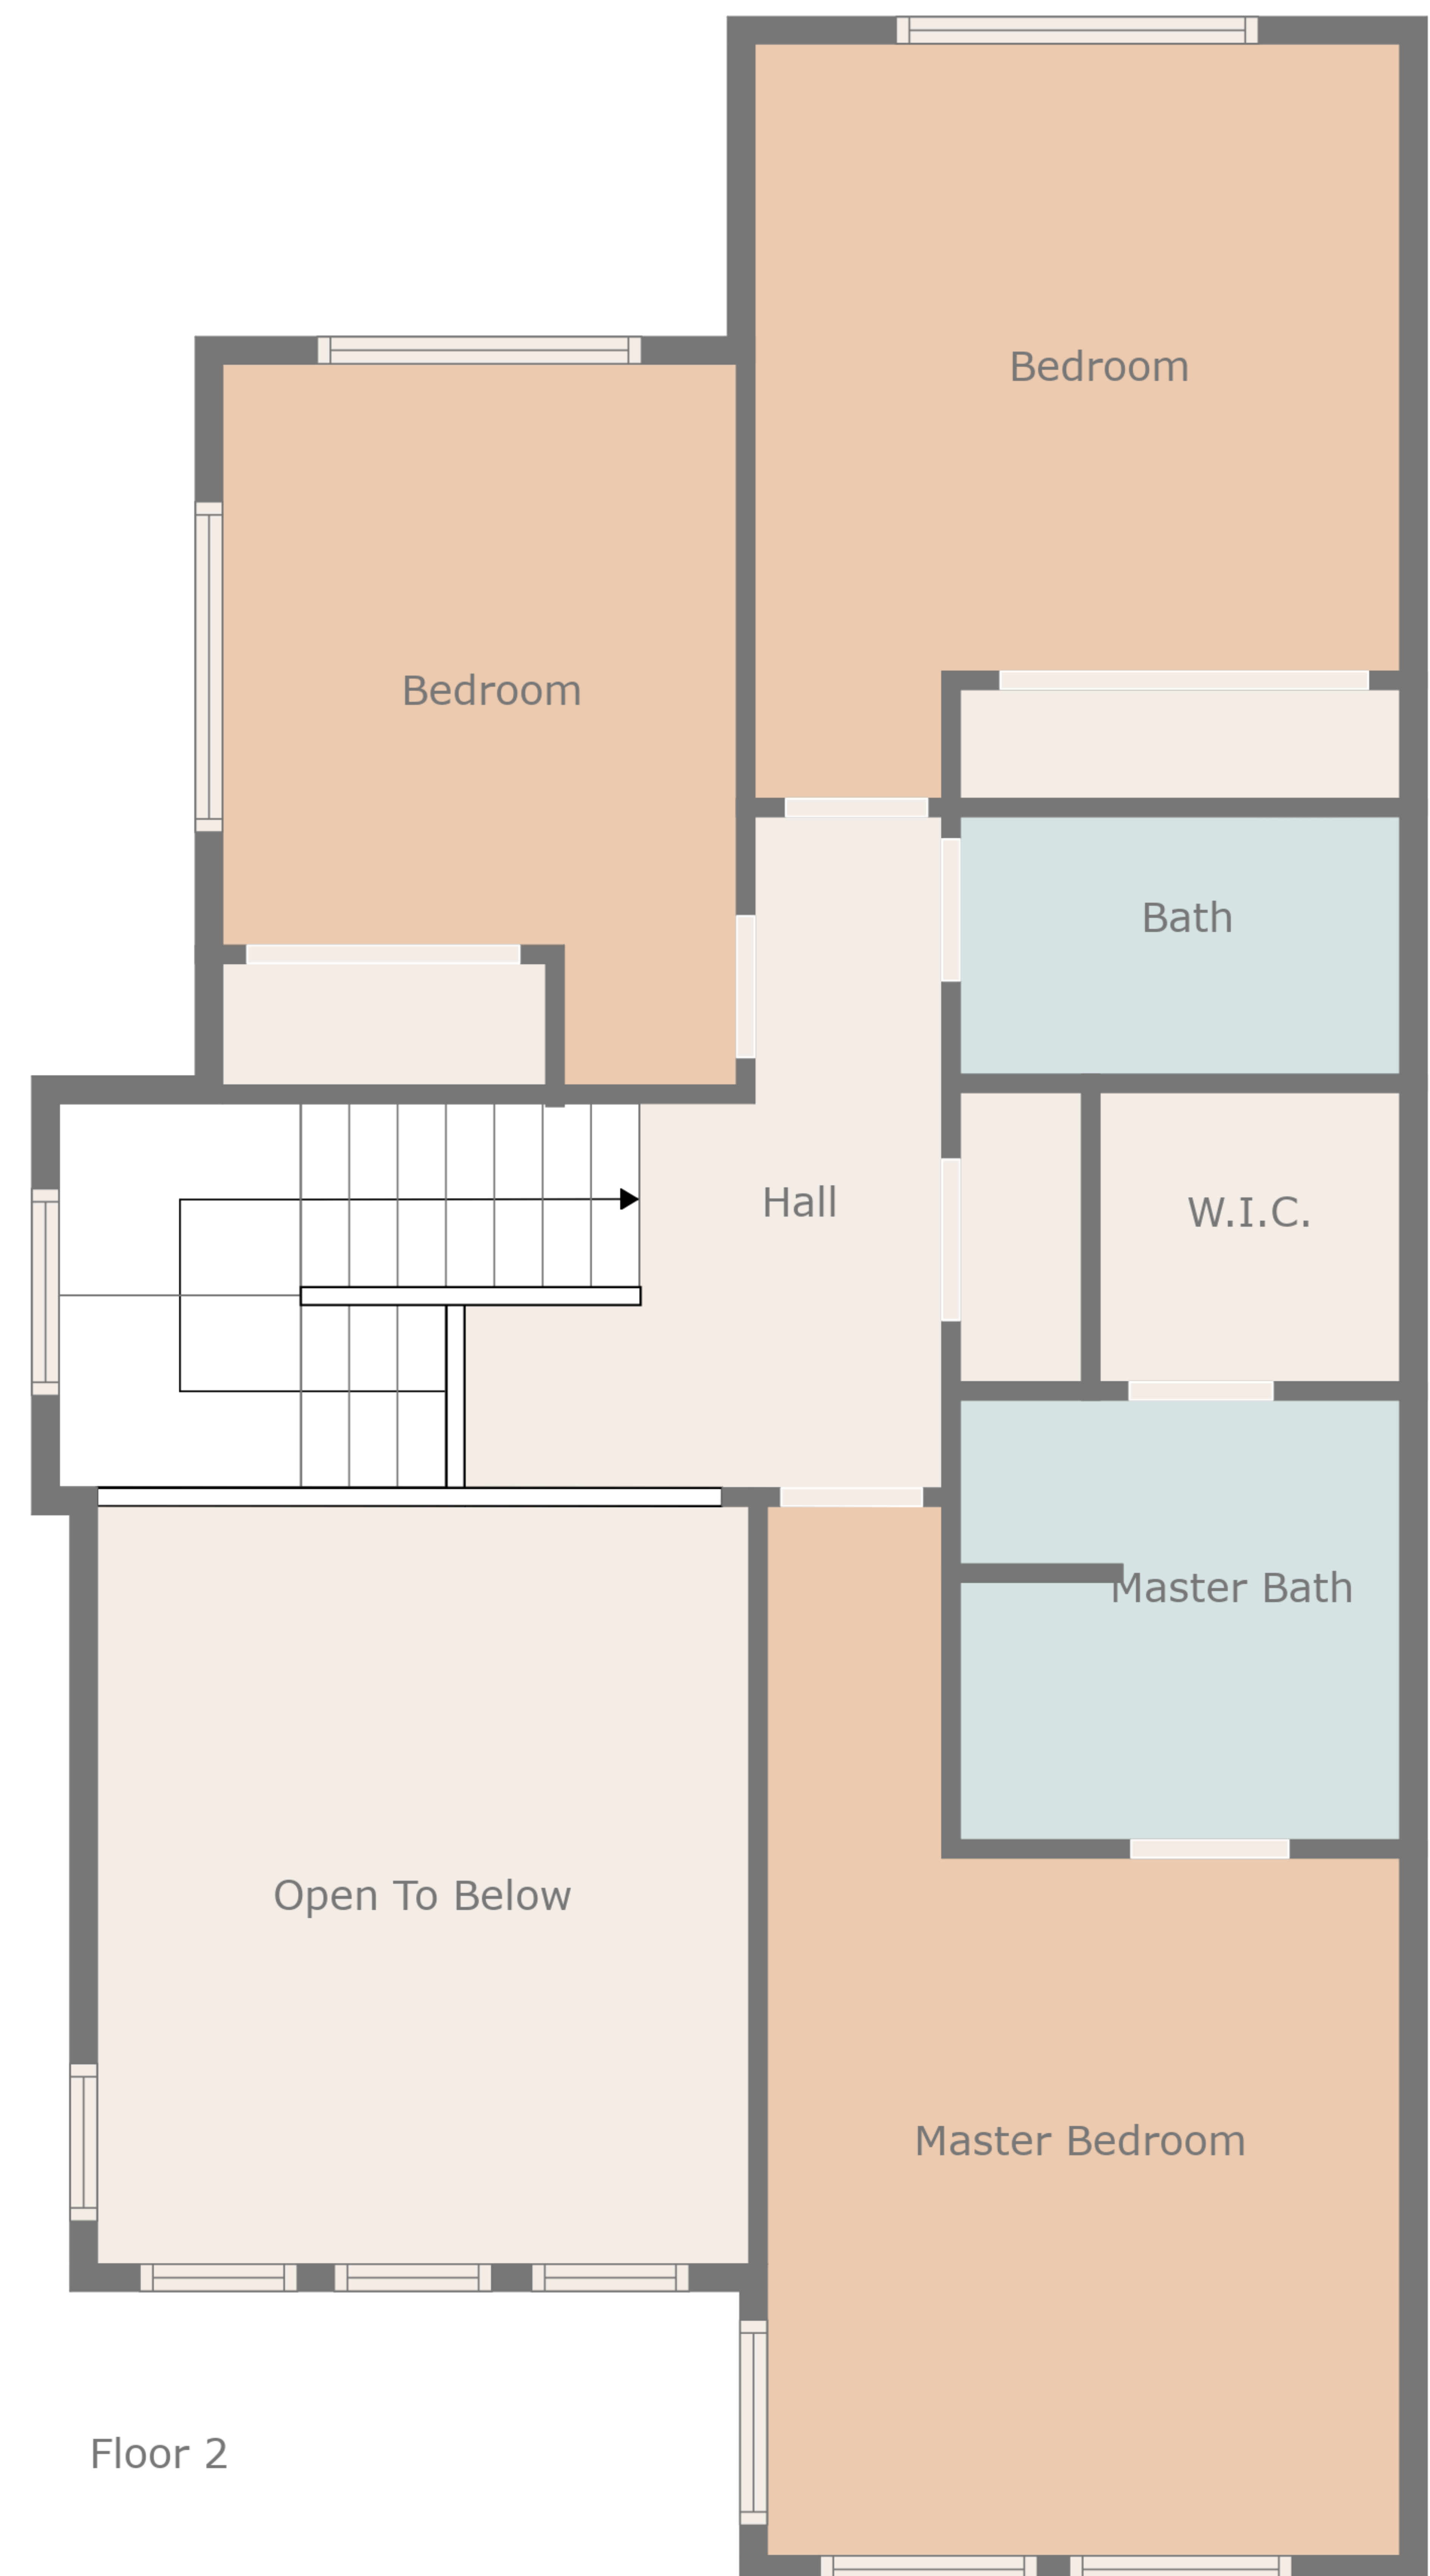 Bedroom
Bedroom
Bath
Hall
W.I.C.
Master Bath
Open To Below
Master Bedroom
Floor 2